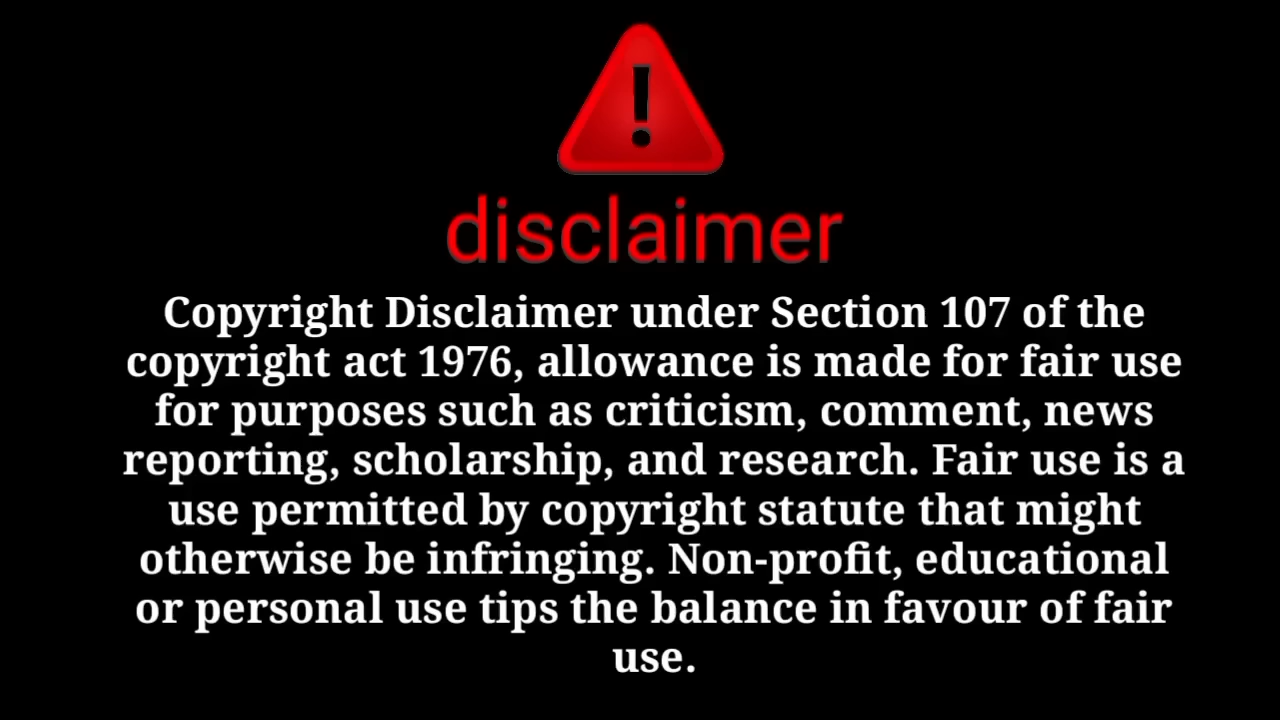 !
disclaimer
Copyright Disclaimer under Section 107 of the
copyright act 1976, allowance is made for fair use
for purposes such as criticism, comment, news
reporting, scholarship, and research. Fair use is a
use permitted by copyright statute that might
otherwise be infringing. Non-profit, educational
or personal use tips the balance in favour of fair
use.